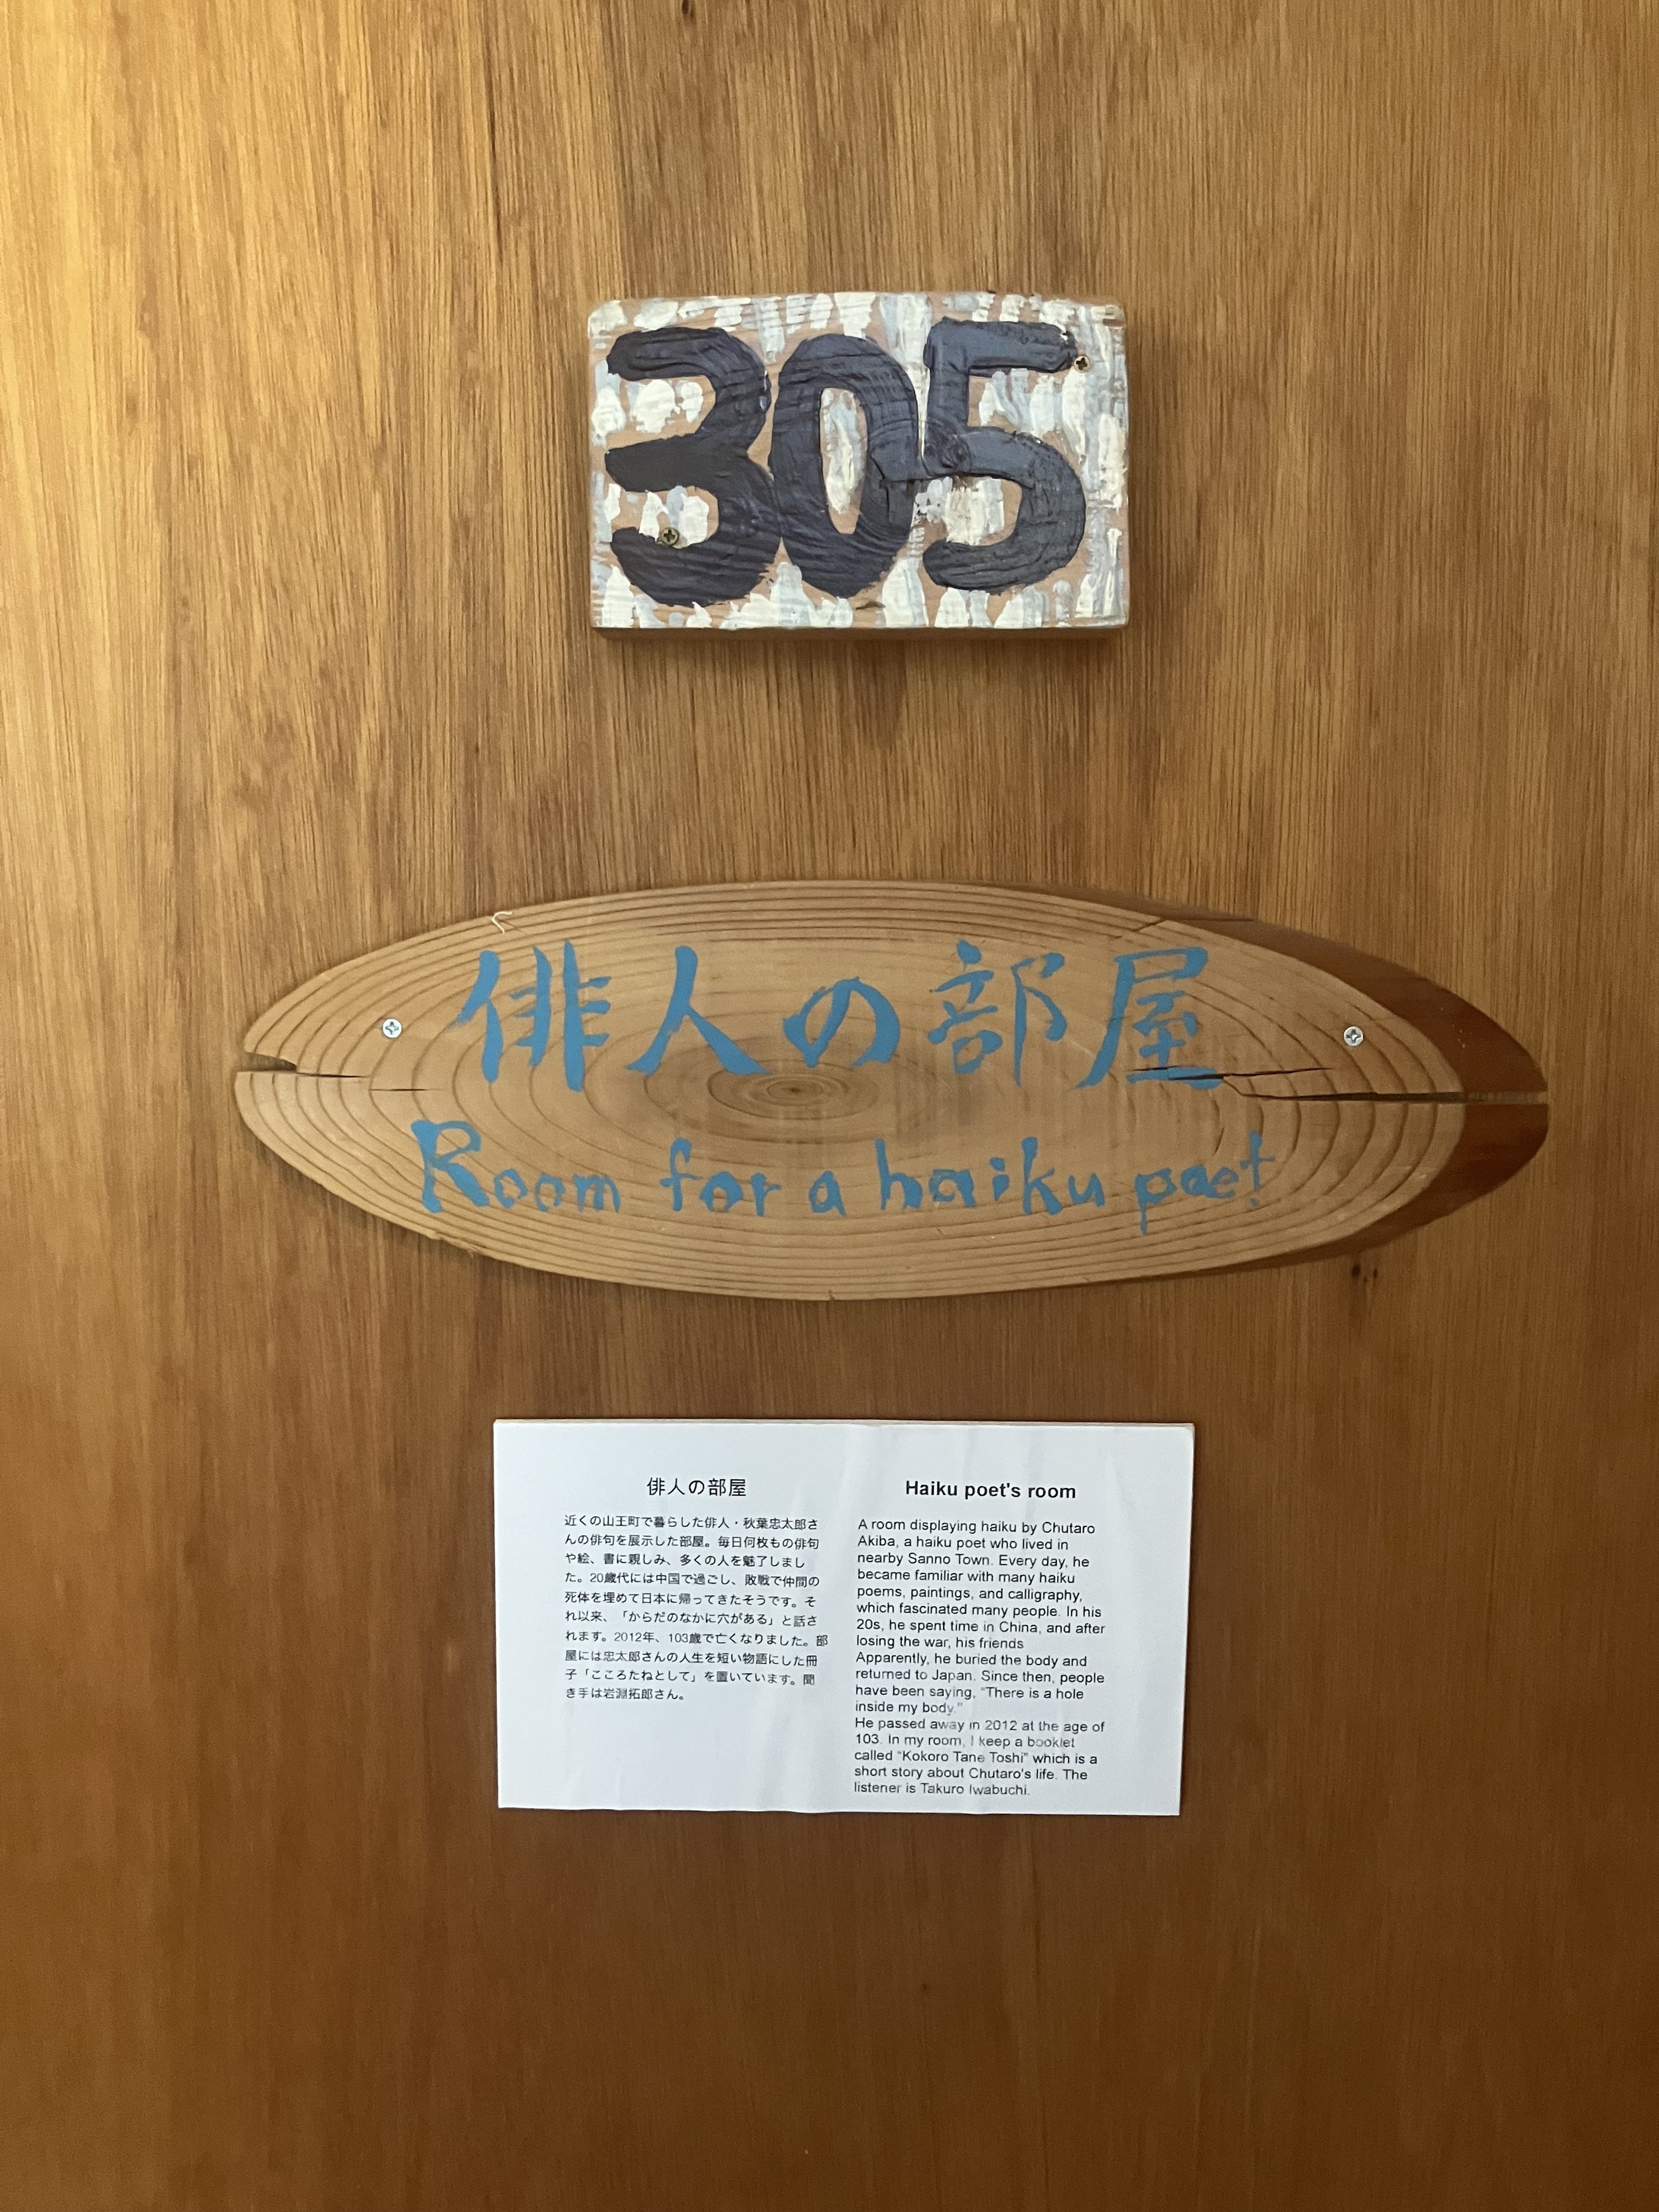 305
俳人の部屋
Room for a haiku poet
俳人の部屋
近くの山王町で暮らした俳人・秋葉忠太郎さ
んの俳句を展示した部屋。毎日何枚もの俳句
や絵、書に親しみ、多くの人を魅了しまし
た。20歳代には中国で過ごし、敗戦で仲間の
死体を埋めて日本に帰ってきたそうです。そ
れ以来、「からだのなかに穴がある」と話さ
れます。2012年、103歳で亡くなりました。部
屋には忠太郎さんの人生を短い物語にした冊
子「こころたねとして」を置いています。聞
き手は岩淵拓郎さん。
Haiku poet's room
A room displaying haiku by Chutaro
Akiba, a haiku poet who lived in
nearby Sanno Town. Every day, he
became familiar with many haiku
poems, paintings, and calligraphy,
which fascinated many people. In his
20s, he spent time in China, and after
losing the war, his friends
Apparently, he buried the body and
returned to Japan. Since then, people
have been saying, "There is a hole
inside my body."
He passed away in 2012 at the age of
103. In my room, I keep a booklet
called "Kokoro Tane Toshi" which is a
short story about Chutaro's life. The
listener is Takuro Iwabuchi.